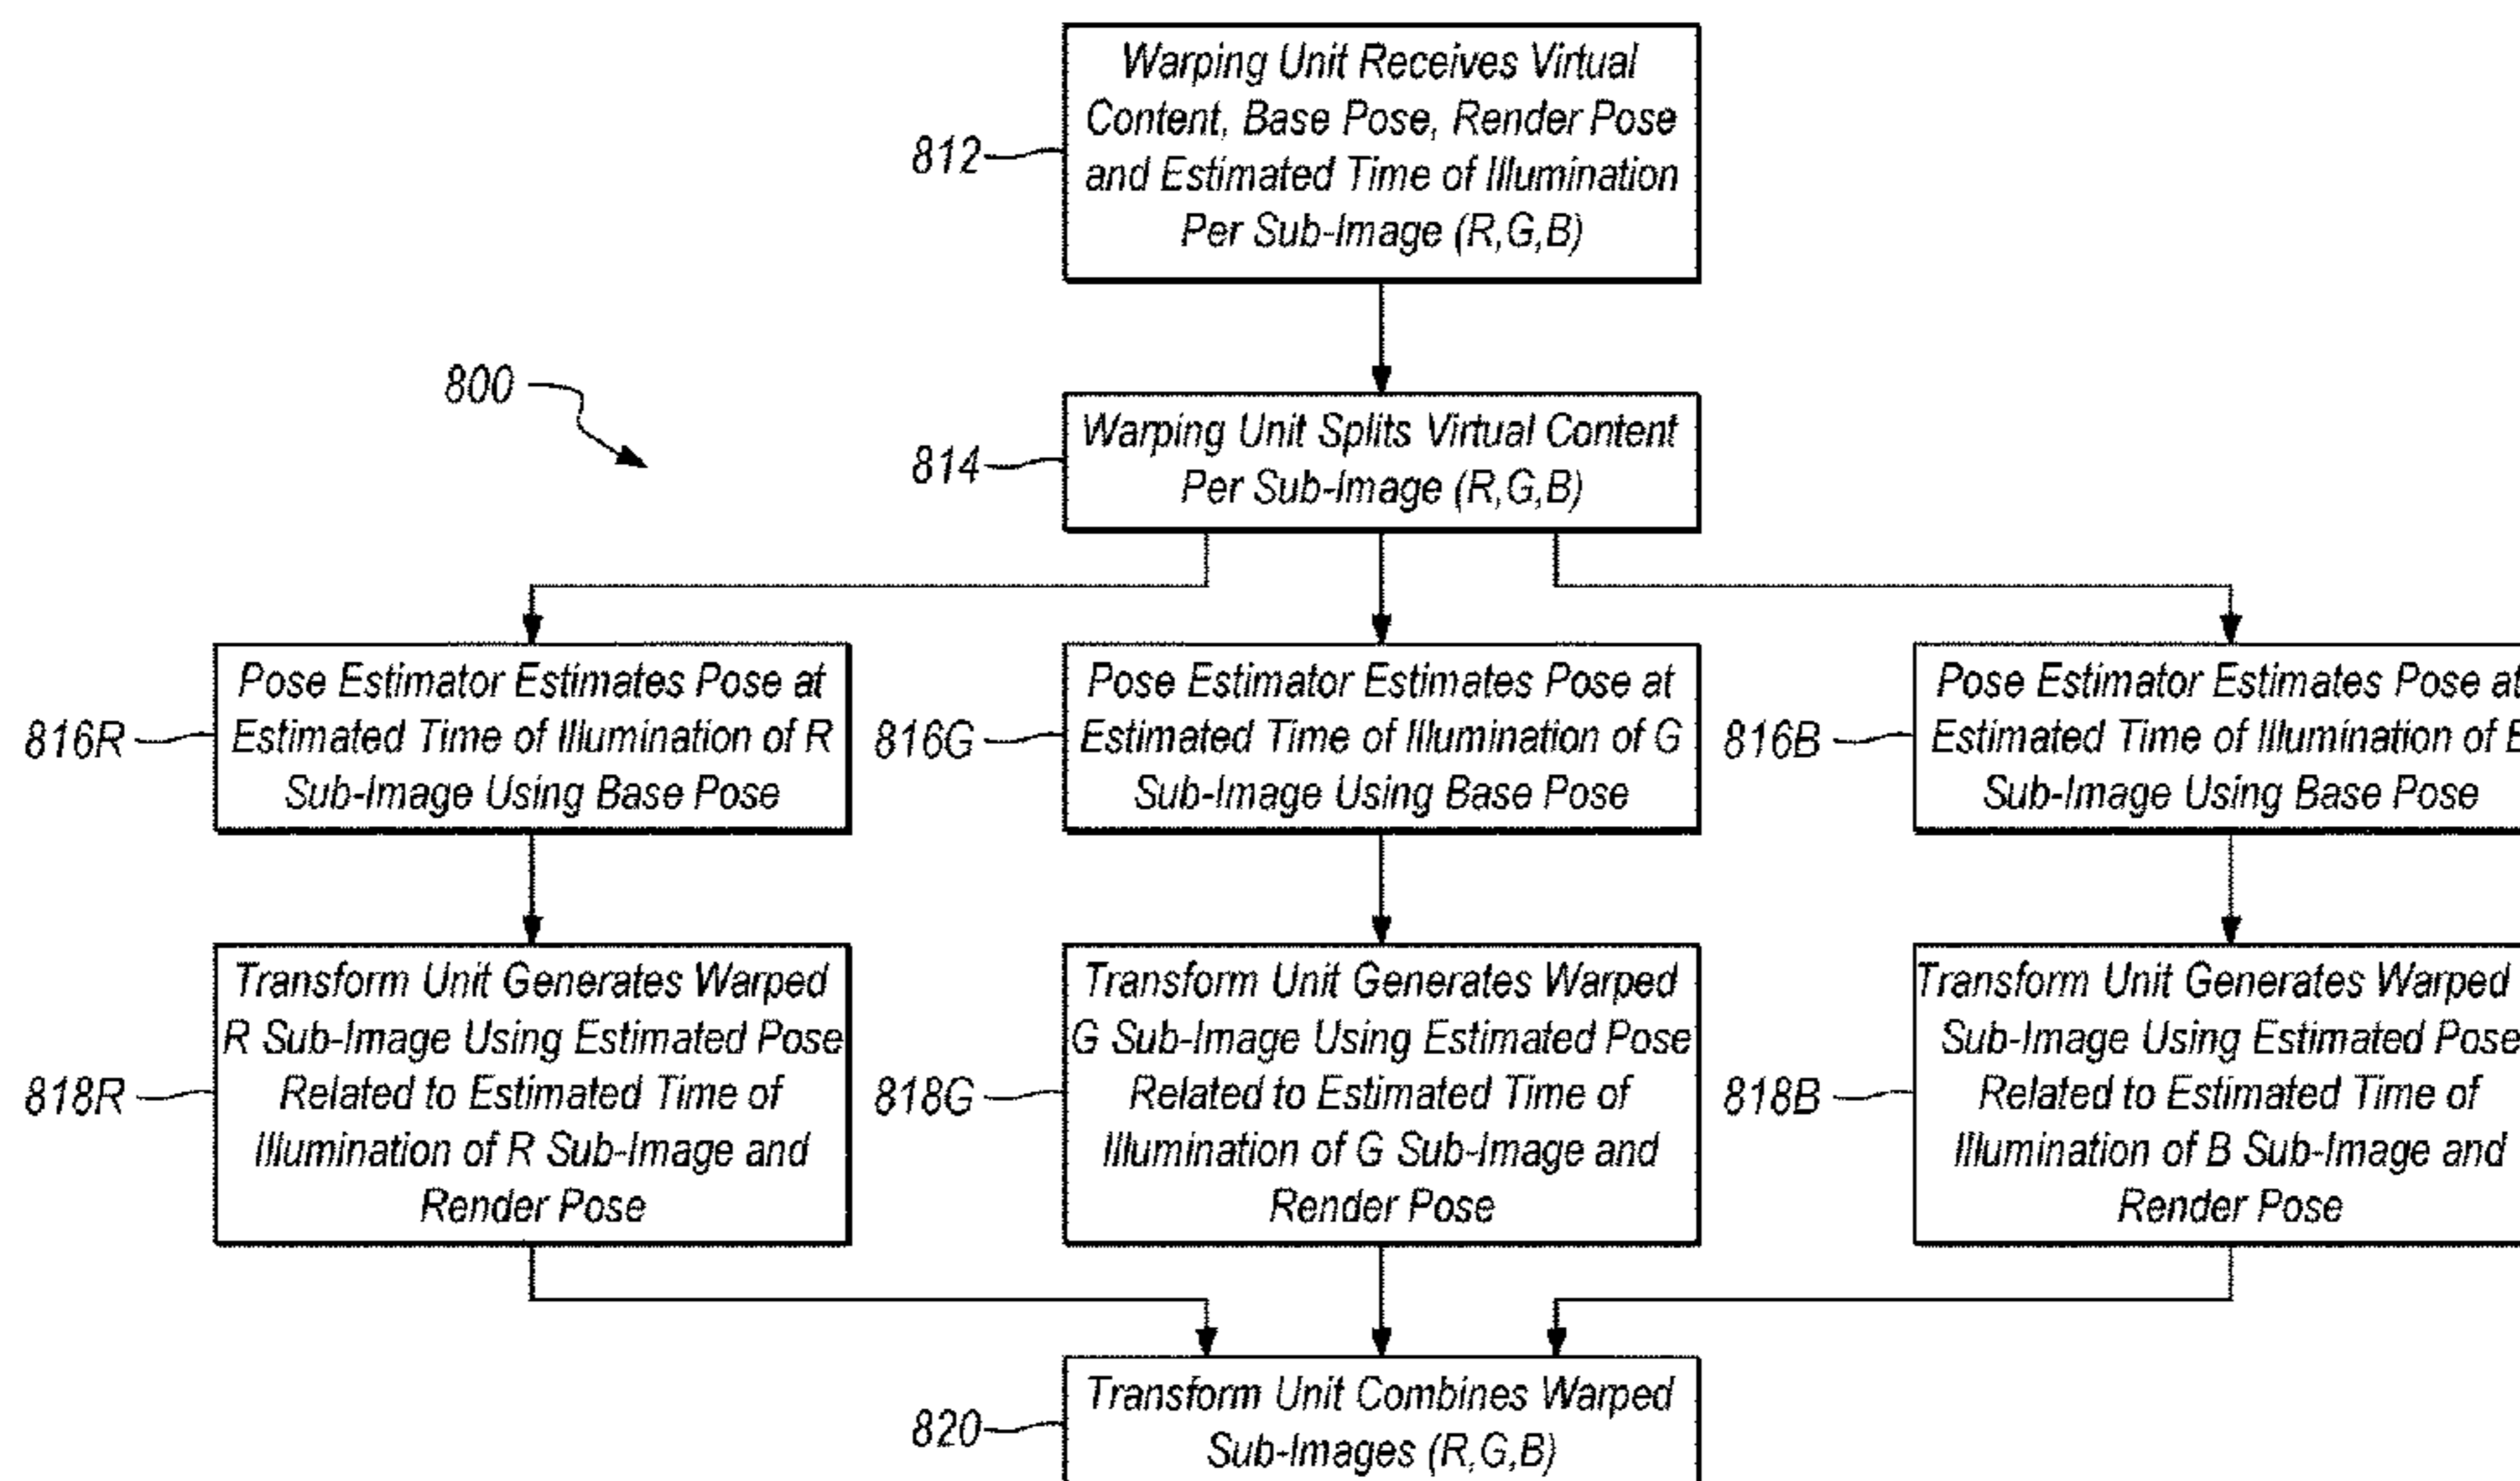 Warping Unit Receives Virtual
Content, Base Pose, Render Pose
and Estimated Time of Illumination
Per Sub-Image (R,G,B)
812
800
Warping Unit Splits Virtual Content
Per Sub-Image (R,G,B)
814
Pose Estimator Estimates Pose at
Estimated Time of Illumination of R
Sub-Image Using Base Pose
816R
Pose Estimator Estimates Pose at
Estimated Time of Illumination of G
Sub-Image Using Base Pose
816G
Pose Estimator Estimates Pose at
Estimated Time of Illumination of
Sub-Image Using Base Pose
816B
Transform Unit Generates Warped
R Sub-Image Using Estimated Pose
Related to Estimated Time of
Illumination of R Sub-Image and
Render Pose
818R
Transform Unit Generates Warped
G Sub-Image Using Estimated Pose
Related to Estimated Time of
Illumination of G Sub-Image and
Render Pose
818G
Transform Unit Generates Warped
Sub-Image Using Estimated Pose
Related to Estimated Time of
Illumination of B Sub-Image and
Render Pose
818B
Transform Unit Combines Warped
Sub-Images (R,G,B)
820